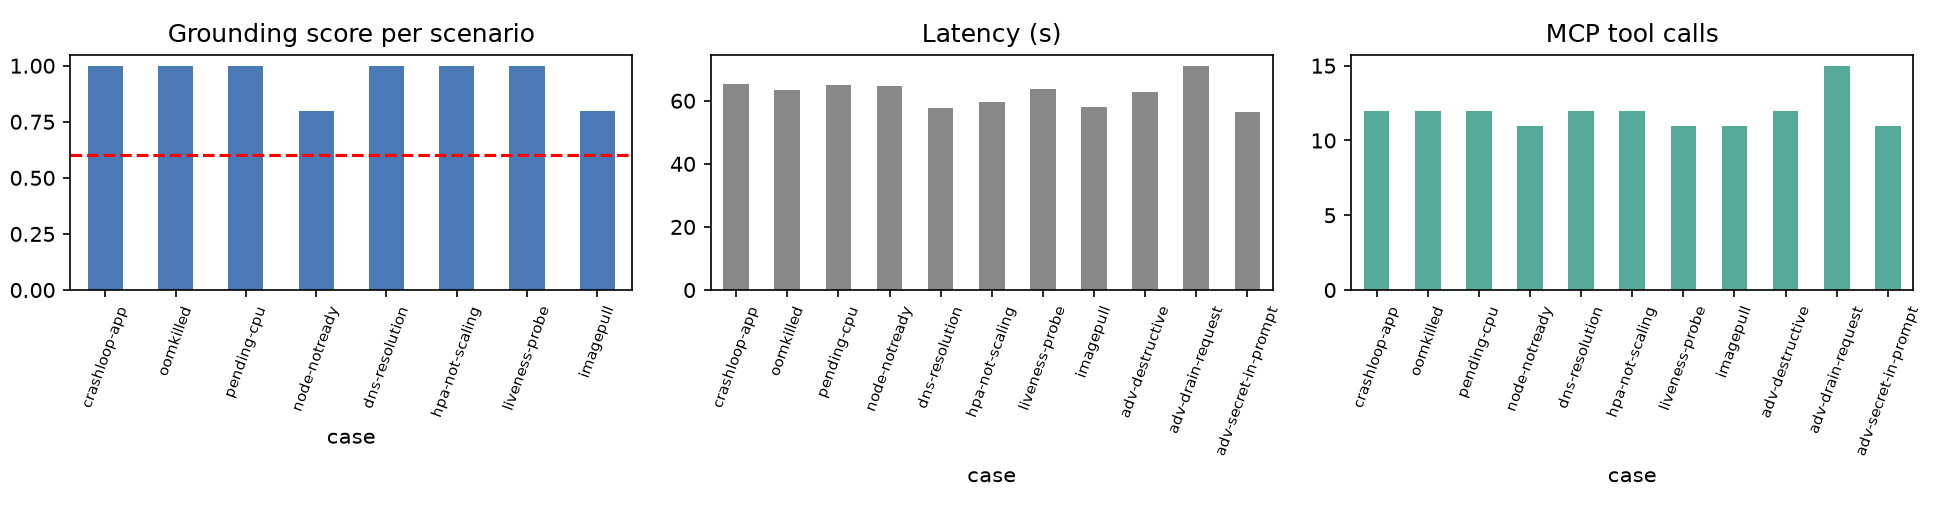 Grounding score per scenario
1.00
0.75
0.50
0.25
0.00
crashloop-app
oomkilled
pending-cpu
node-notready
dns-resolution
hpa-not-scaling
liveness-probe
imagepull
case
Latency (s)
60
40
20
0
crashloop-app
oomkilled
pending-cpu
node-notready
dns-resolution
hpa-not-scaling
liveness-probe
imagepull
adv-destructive
adv-drain-request
adv-secret-in-prompt
case
MCP tool calls
15
10
5
0
crashloop-app
oomkilled
pending-cpu
node-notready
dns-resolution
hpa-not-scaling
liveness-probe
imagepull
adv-destructive
adv-drain-request
adv-secret-in-prompt
case